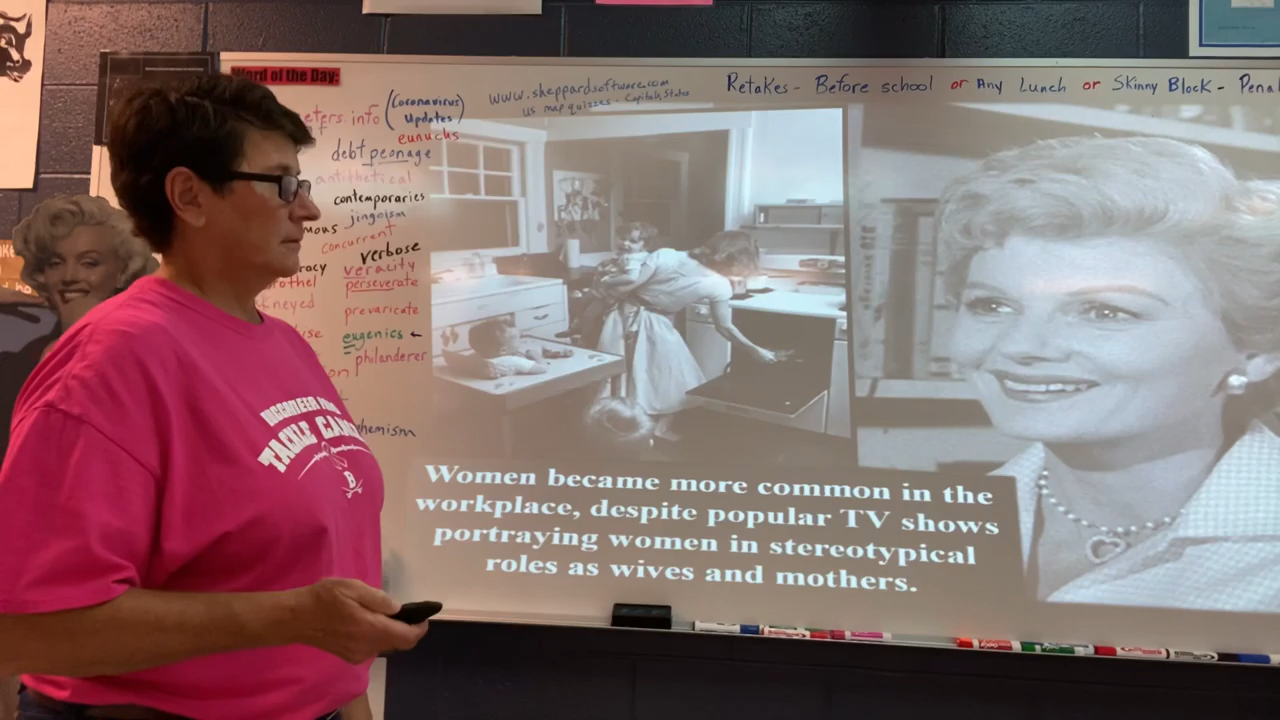 Word of the Day:
www.sheppardsoftware.com
us map quizzes - Capitals, States
Retakes - Before school or Any Lunch or Skinny Block - Penal
info (Coronavirus
Updates)
eunuchs
debt peonage
antithetical
contemporaries
jingoism
concurrent
verbose
veracity
perseverate
prevaricate
eugenics ←
philanderer
TACKLE
B
Women became more common in the
workplace, despite popular TV shows
portraying women in stereotypical
roles as wives and mothers.